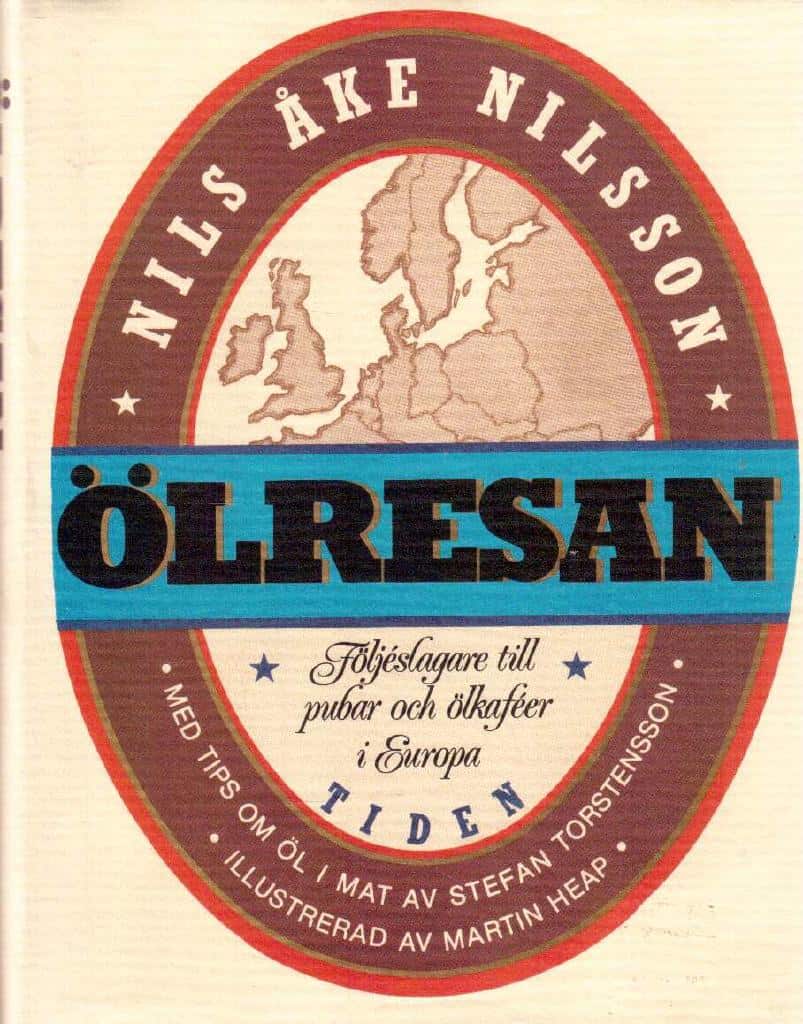 NILS ÅKE NILSSON
ÖLRESAN
Följéslagare till
pubar och ölkaféer
i Europa
TIDEN
• MED TIPS OM ÖL I MAT AV STEFAN TORSTENSSON •
• ILLUSTRERAD AV MARTIN HEAP •